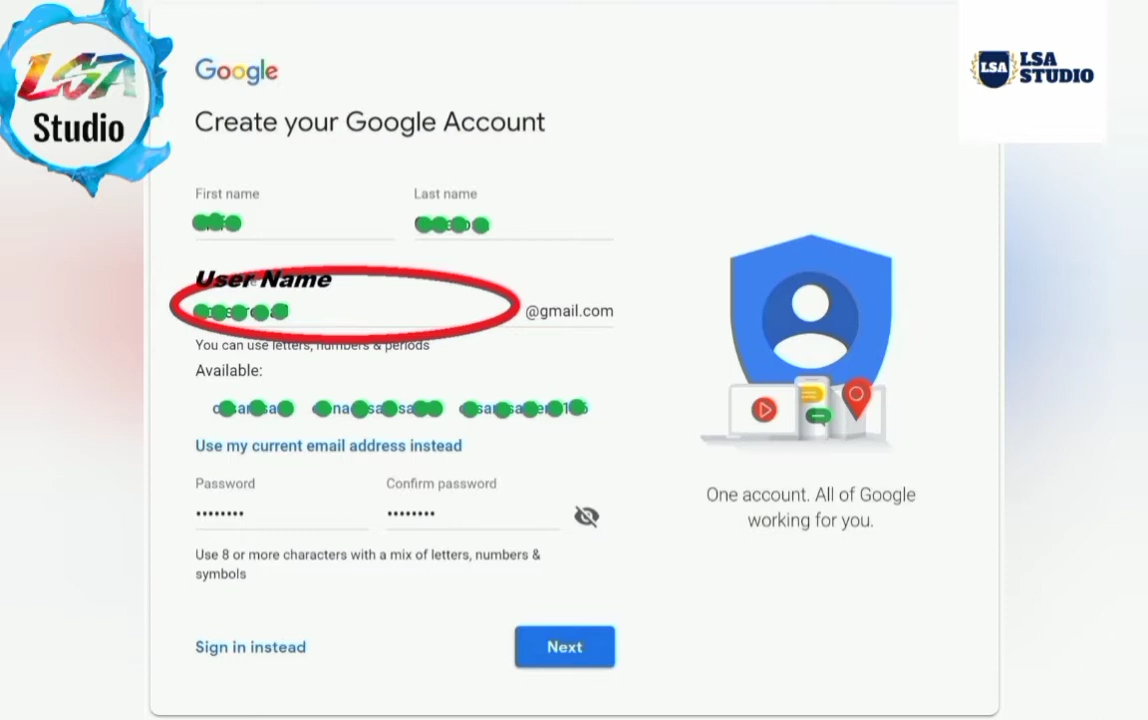 LSA
Studio
LSA
LSA
STUDIO
Google
Create your Google Account
First name
Last name
User Name
@gmail.com
You can use letters, numbers & periods
Available:
Use my current email address instead
Password
Confirm password
Use 8 or more characters with a mix of letters, numbers &
symbols
Sign in instead
Next
One account. All of Google
working for you.